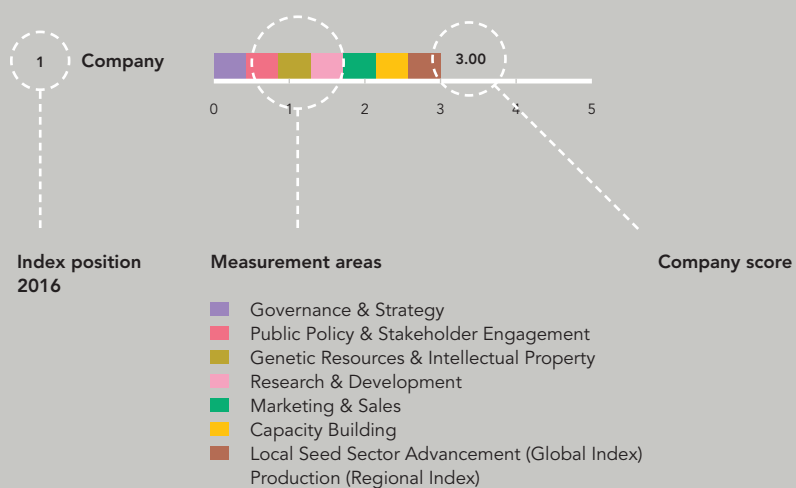 1 Company 3.00
0 1 2 3 4 5
Index position
2016
Measurement areas
Governance & Strategy
Public Policy & Stakeholder Engagement
Genetic Resources & Intellectual Property
Research & Development
Marketing & Sales
Capacity Building
Local Seed Sector Advancement (Global Index)
Production (Regional Index)
Company score